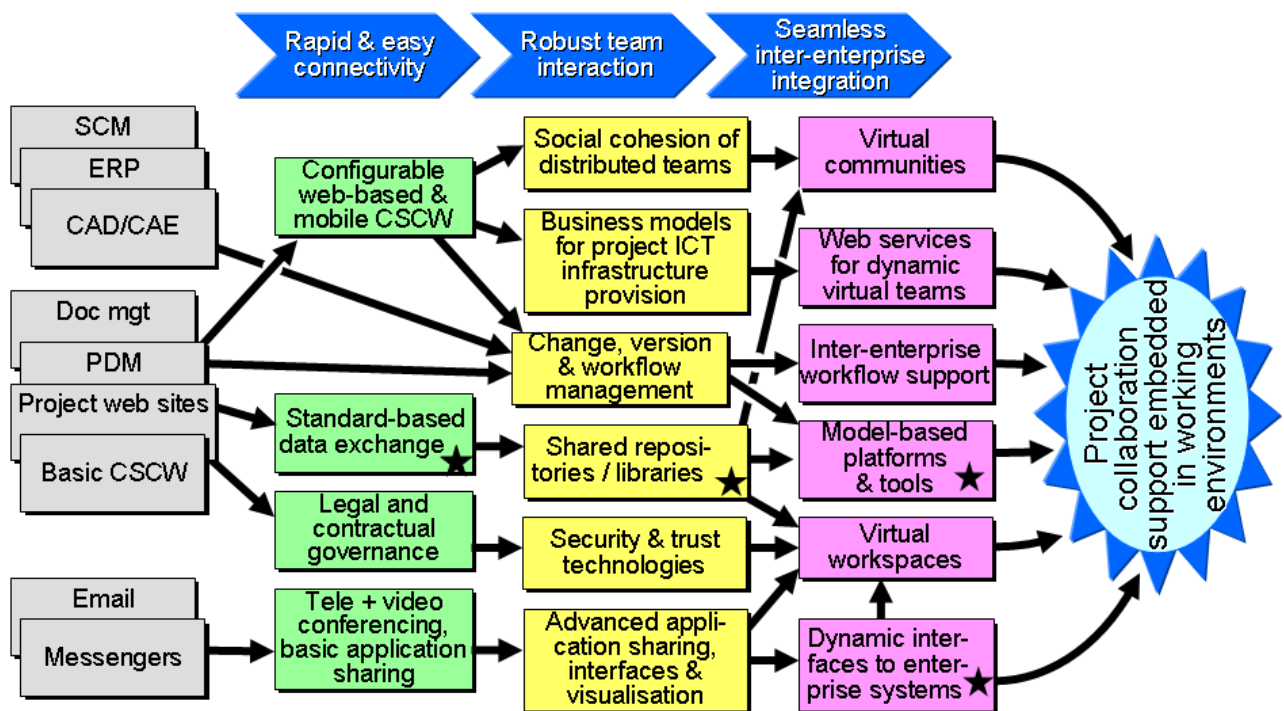 Rapid & easy
connectivity
Robust team
interaction
Seamless
inter-enterprise
integration
SCM
ERP
CAD/CAE
Doc mgt
PDM
Project web sites
Basic CSCW
Email
Messengers
Configurable
web-based &
mobile CSCW
Standard-based
data exchange
Legal and
contractual
governance
Tele + video
conferencing,
basic application
sharing
Social cohesion of
distributed teams
Business models
for project ICT
infrastructure
provision
Change, version
& workflow
management
Shared reposi-
tories / libraries
Security & trust
technologies
Advanced appli-
cation sharing,
interfaces &
visualisation
Virtual
communities
Web services
for dynamic
virtual teams
Inter-enterprise
workflow support
Model-based
platforms
& tools
Virtual
workspaces
Dynamic inter-
faces to enter-
prise systems
Project
collaboration
support embedded
in working
environments